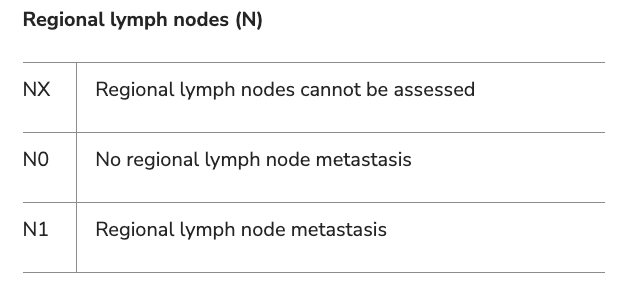 Regional lymph nodes (N)
NX Regional lymph nodes cannot be assessed
N0 No regional lymph node metastasis
N1 Regional lymph node metastasis